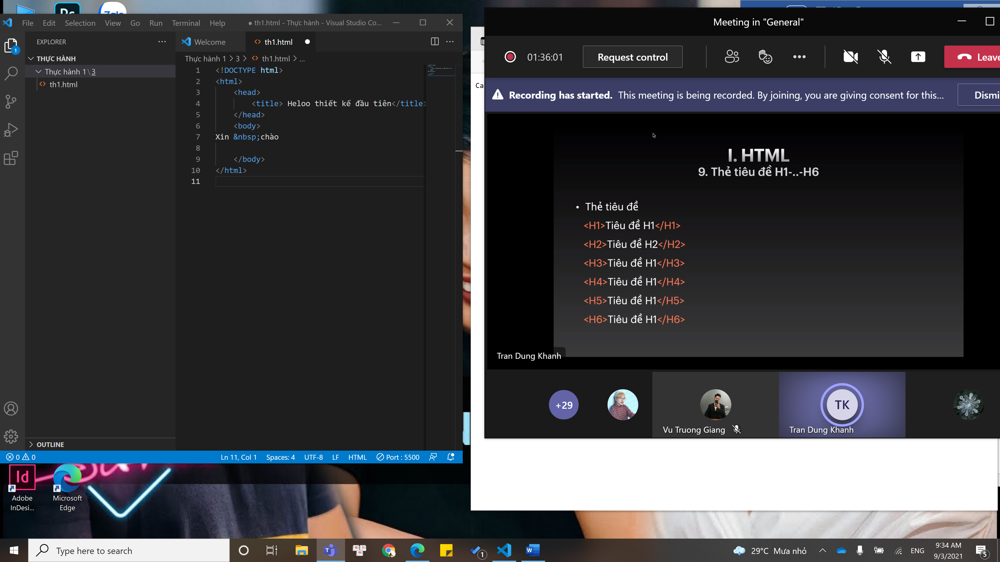 File Edit Selection View Go Run Terminal Help
● th1.html - Thực hành - Visual Studio Co...
EXPLORER
THỰC HÀNH
Thực hành 1\3
th1.html
OUTLINE
1
Welcome
th1.html
Thực hành 1 > 3 > th1.html > ...
1 <!DOCTYPE html>
2 <html>
3 <head>
4 <title> Heloo thiết kế đầu tiên</title>
5 </head>
6 <body>
7 Xin &nbsp;chào
8
9 </body>
10 </html>
11
0 0
Ln 11, Col 1 Spaces: 4 UTF-8 LF HTML Port : 5500
Ca
Meeting in "General"
01:36:01
Request control
Leave
Recording has started. This meeting is being recorded. By joining, you are giving consent for this...
Dismi
I. HTML
9. Thẻ tiêu đề H1-..-H6
• Thẻ tiêu đề
<H1>Tiêu đề H1</H1>
<H2>Tiêu đề H2</H2>
<H3>Tiêu đề H1</H3>
<H4>Tiêu đề H1</H4>
<H5>Tiêu đề H1</H5>
<H6>Tiêu đề H1</H6>
Tran Dung Khanh
+29
Vu Truong Giang
TK
Tran Dung Khanh
Id
Adobe
InDesi...
Microsoft
Edge
Type here to search
1
29°C Mưa nhỏ
ENG
9:34 AM
9/3/2021
5